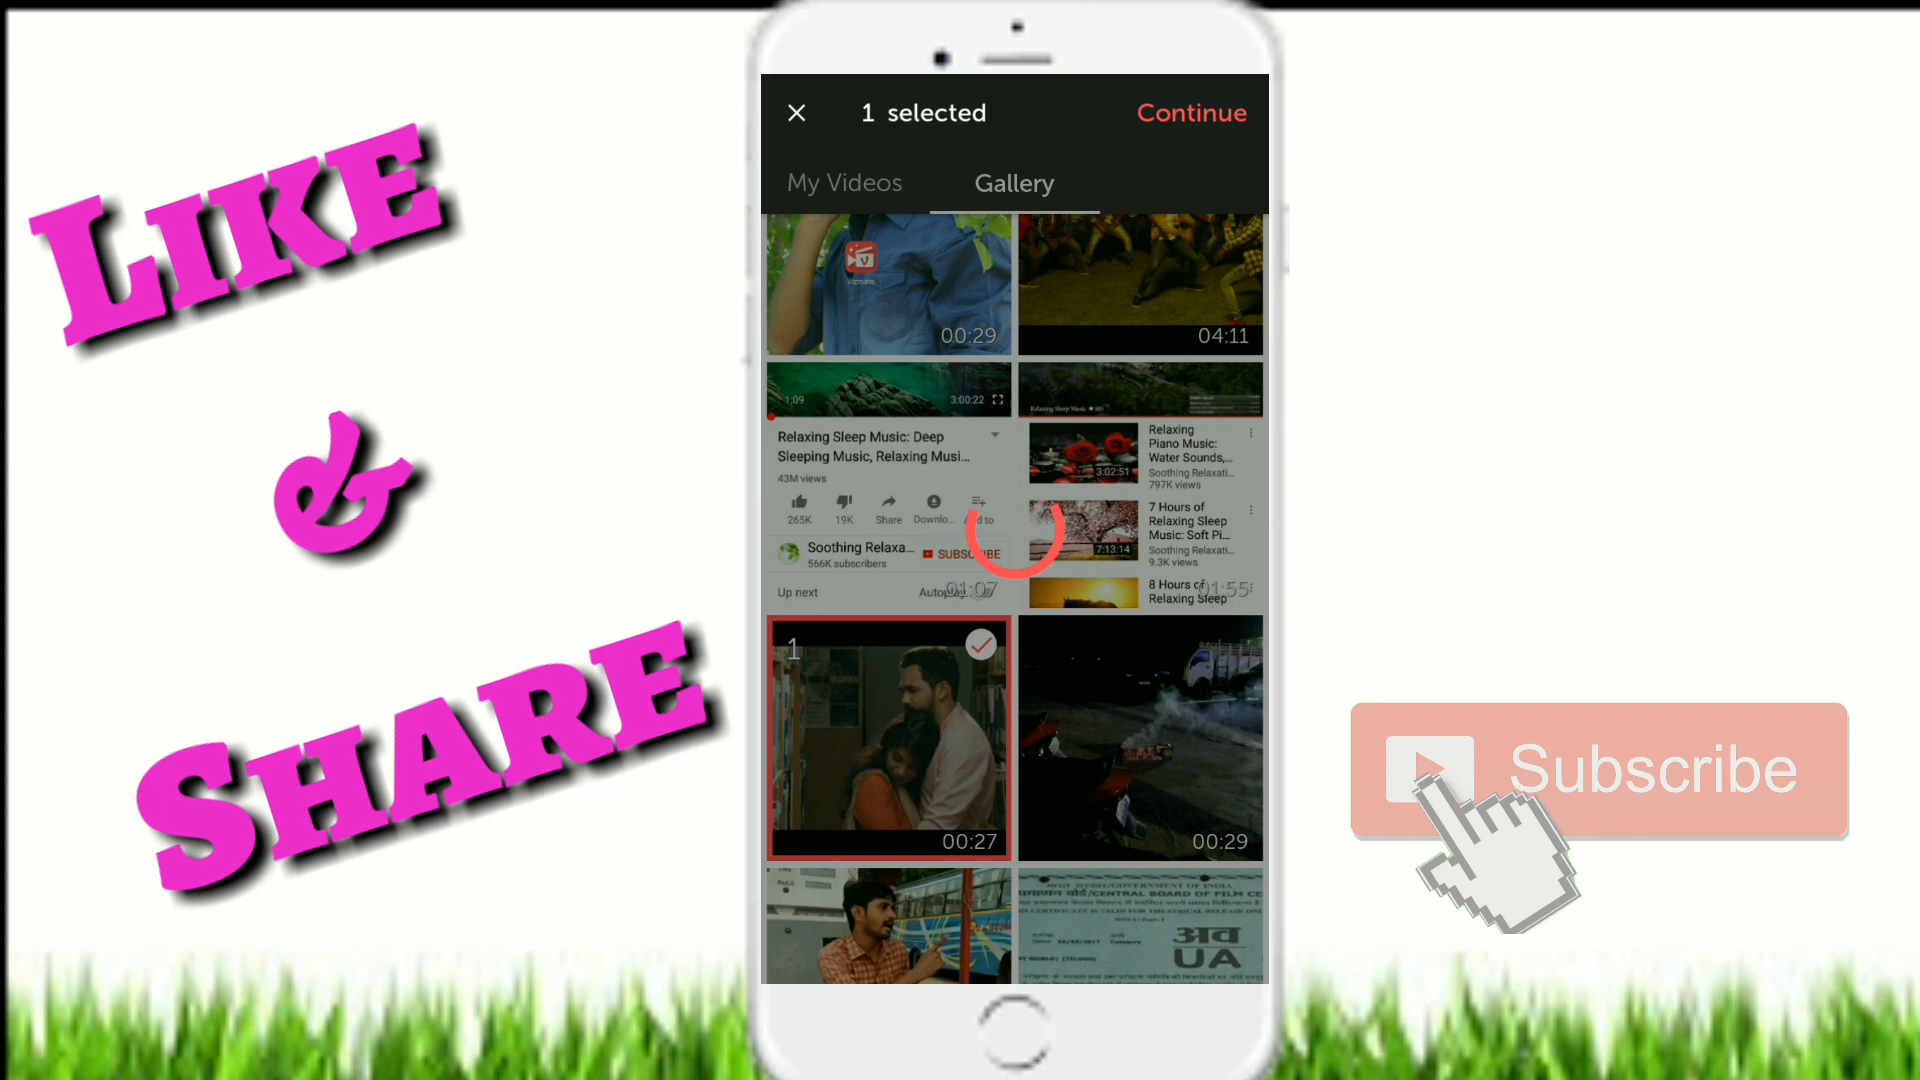 LIKE
&
SHARE
1 selected
Continue
My Videos
Gallery
00:29
04:11
1:09
3:00:22
Relaxing Sleep Music: Deep
Sleeping Music, Relaxing Musi...
43M views
265K
19K
Share
Downlo...
Soothing Relaxa...
566K subscribers
SUBSCRIBE
Up next
01:07
Relaxing
Piano Music:
Water Sounds,...
Soothing Relaxati...
797K views
3:02:51
7 Hours of
Relaxing Sleep
Music: Soft Pi...
Soothing Relaxati...
9.3K views
7:13:14
8 Hours of
Relaxing Sleep
01:55
1
00:27
00:29
अव
UA
Subscribe